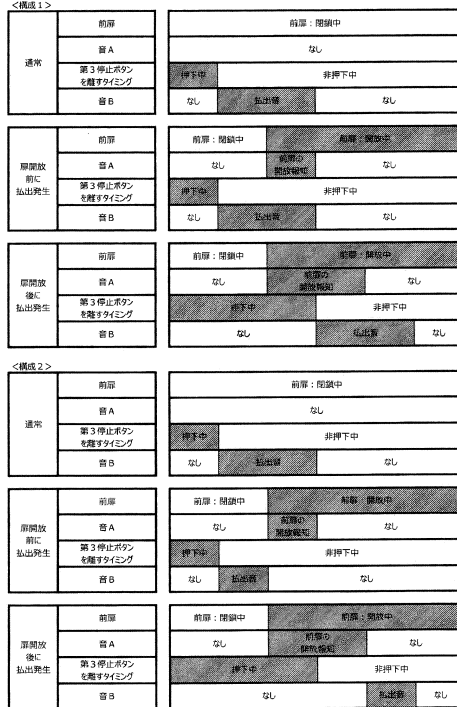 <構成1>
通常
前扉
前扉：閉鎖中
音A
なし
第3停止ボタン
を離すタイミング
押下中
非押下中
音B
なし
払出音
なし
扉開放
前に
払出発生
前扉
前扉：閉鎖中
前扉：開放中
音A
なし
前扉の
開放報知
なし
第3停止ボタン
を離すタイミング
押下中
非押下中
音B
なし
払出音
なし
扉開放
後に
払出発生
前扉
前扉：閉鎖中
前扉：開放中
音A
なし
前扉の
開放報知
なし
第3停止ボタン
を離すタイミング
押下中
非押下中
音B
なし
払出音
なし
<構成2>
通常
前扉
前扉：閉鎖中
音A
なし
第3停止ボタン
を離すタイミング
押下中
非押下中
音B
なし
払出音
なし
扉開放
前に
払出発生
前扉
前扉：閉鎖中
前扉：開放中
音A
なし
前扉の
開放報知
なし
第3停止ボタン
を離すタイミング
押下中
非押下中
音B
なし
払出音
なし
扉開放
後に
払出発生
前扉
前扉：閉鎖中
前扉：開放中
音A
なし
前扉の
開放報知
なし
第3停止ボタン
を離すタイミング
押下中
非押下中
音B
なし
払出音
なし